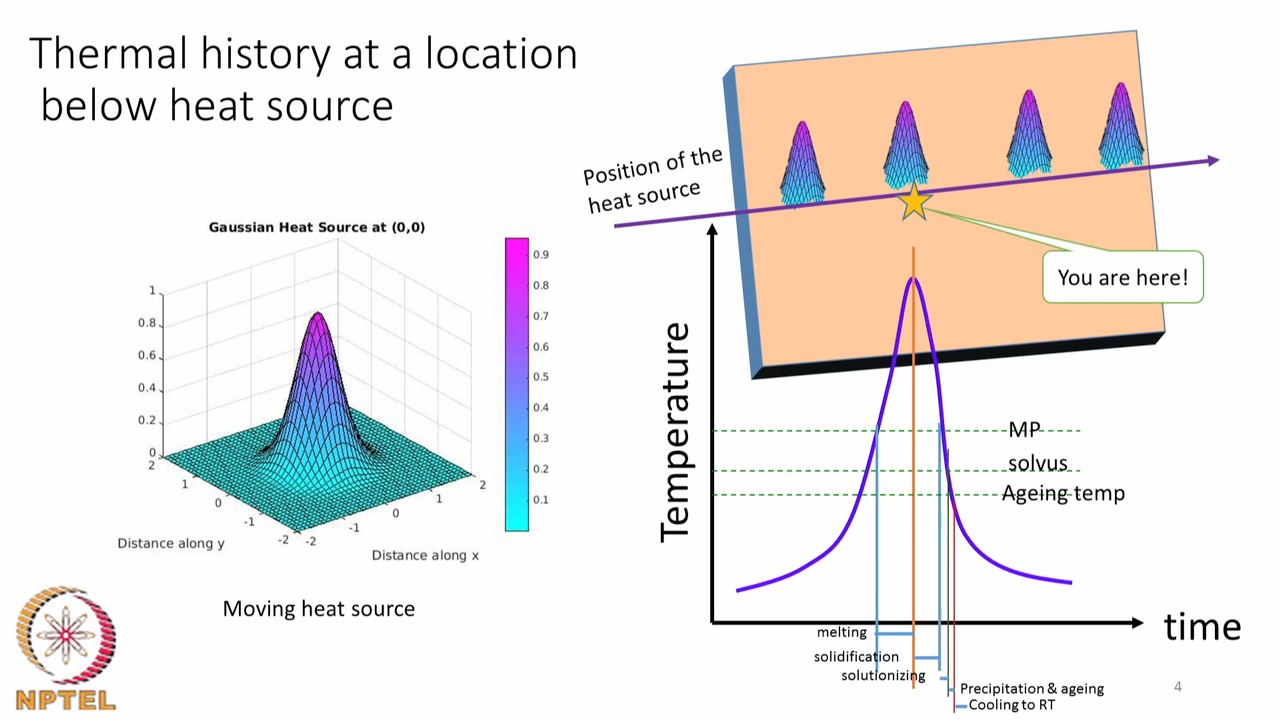 Thermal history at a location
below heat source
Position of the
heat source
You are here!
Gaussian Heat Source at (0,0)
1
0.8
0.6
0.4
0.2
0
2
1
0
-1
-2
-2
-1
0
1
2
Distance along y
Distance along x
0.9
0.8
0.7
0.6
0.5
0.4
0.3
0.2
0.1
Moving heat source
NPTEL
Temperature
MP
solvus
Ageing temp
time
melting
solidification
solutionizing
Precipitation & ageing
Cooling to RT
4